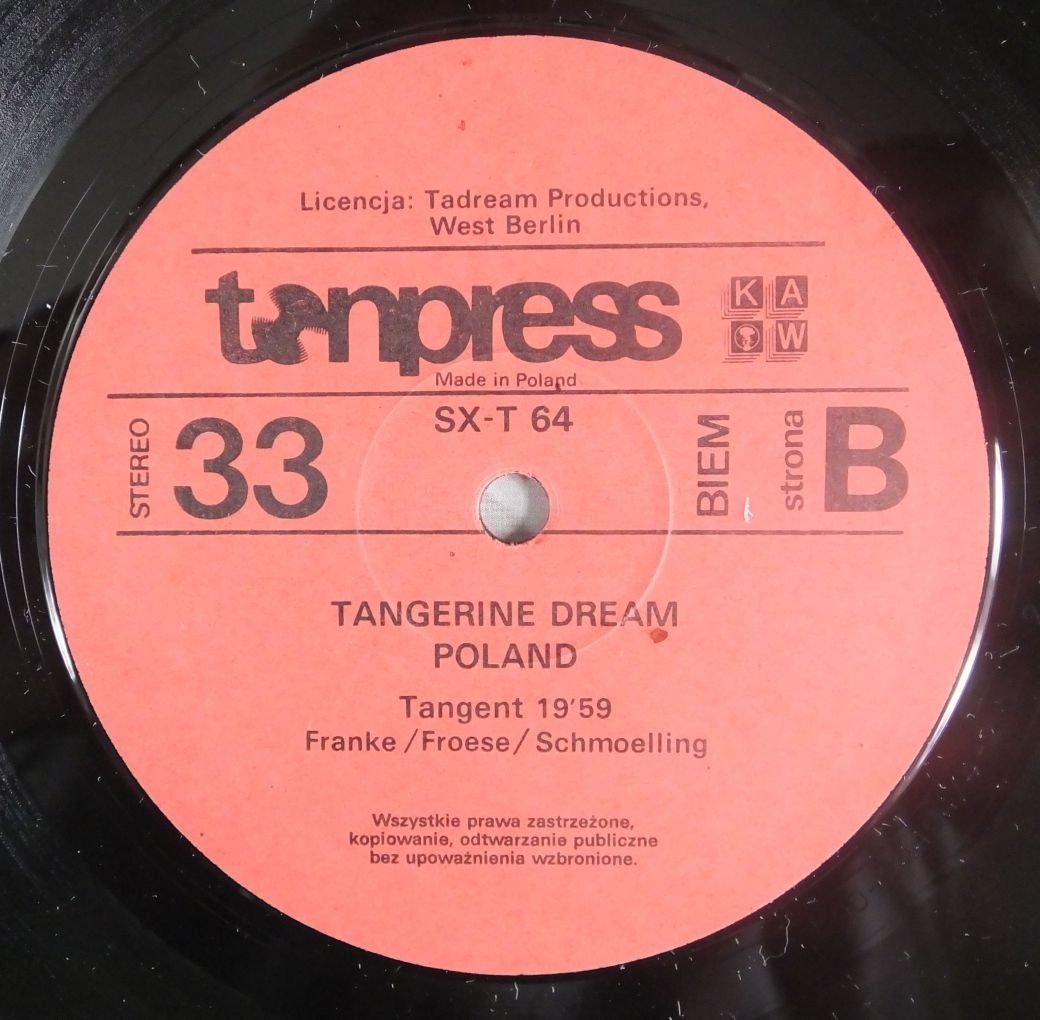 Licencja: Tadream Productions,
West Berlin
tonpress
K A W
Made in Poland
SX-T 64
STEREO 33 BIEM strona B
TANGERINE DREAM
POLAND
Tangent 19'59
Franke/Froese/Schmoelling
Wszystkie prawa zastrzeżone,
kopiowanie, odtwarzanie publiczne
bez upoważnienia wzbronione.